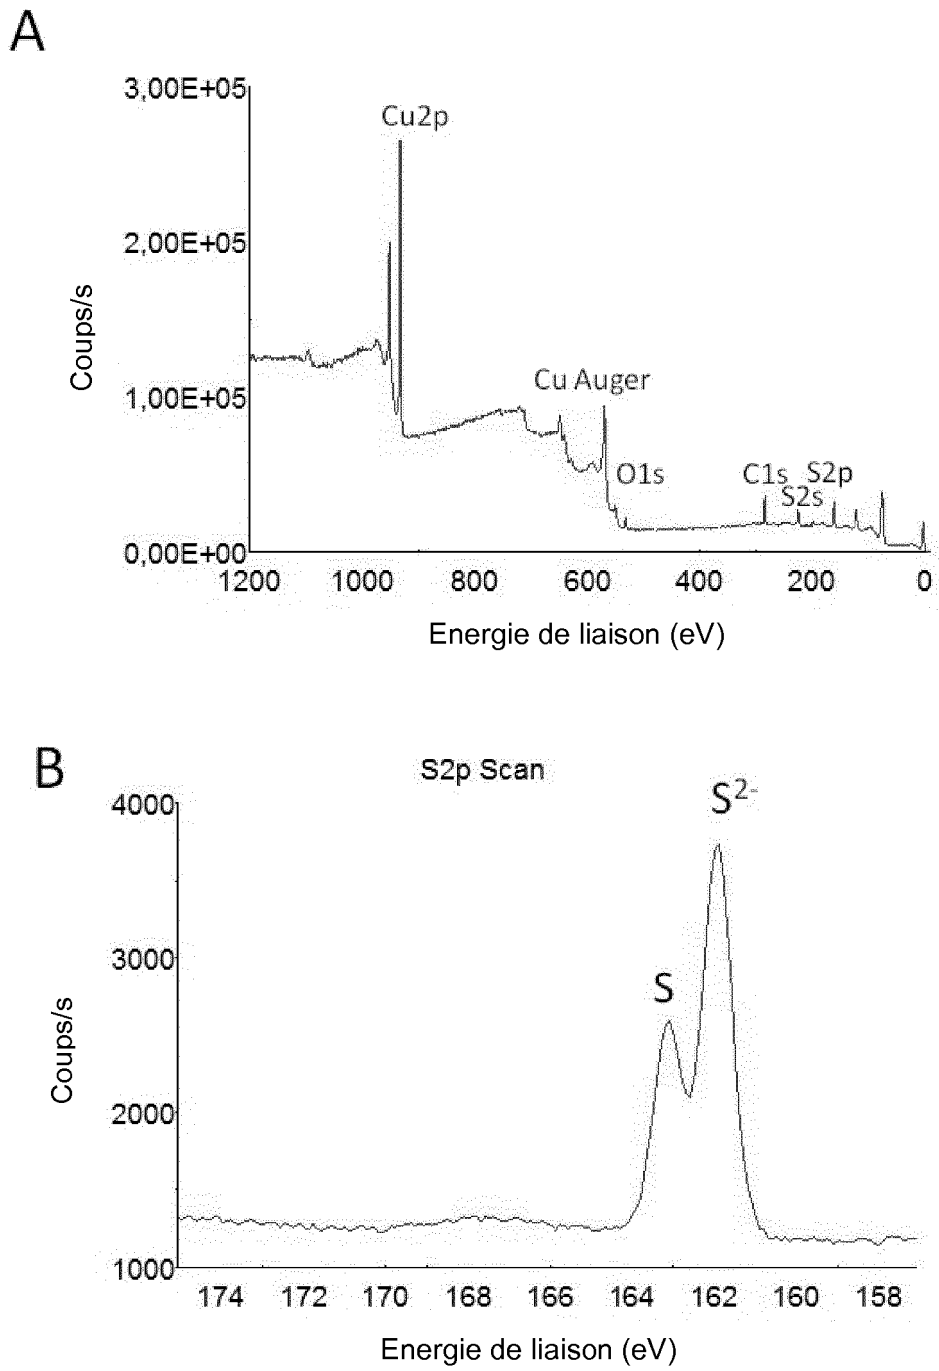 A
3,00E+05
Cu2p
2,00E+05
Coups/s
1,00E+05
Cu Auger
O1s
C1s
S2p
S2s
0,00E+00
1200 1000 800 600 400 200 0
Energie de liaison (eV)
B
S2p Scan
4000
S²⁻
3000
S
Coups/s
2000
1000
174 172 170 168 166 164 162 160 158
Energie de liaison (eV)